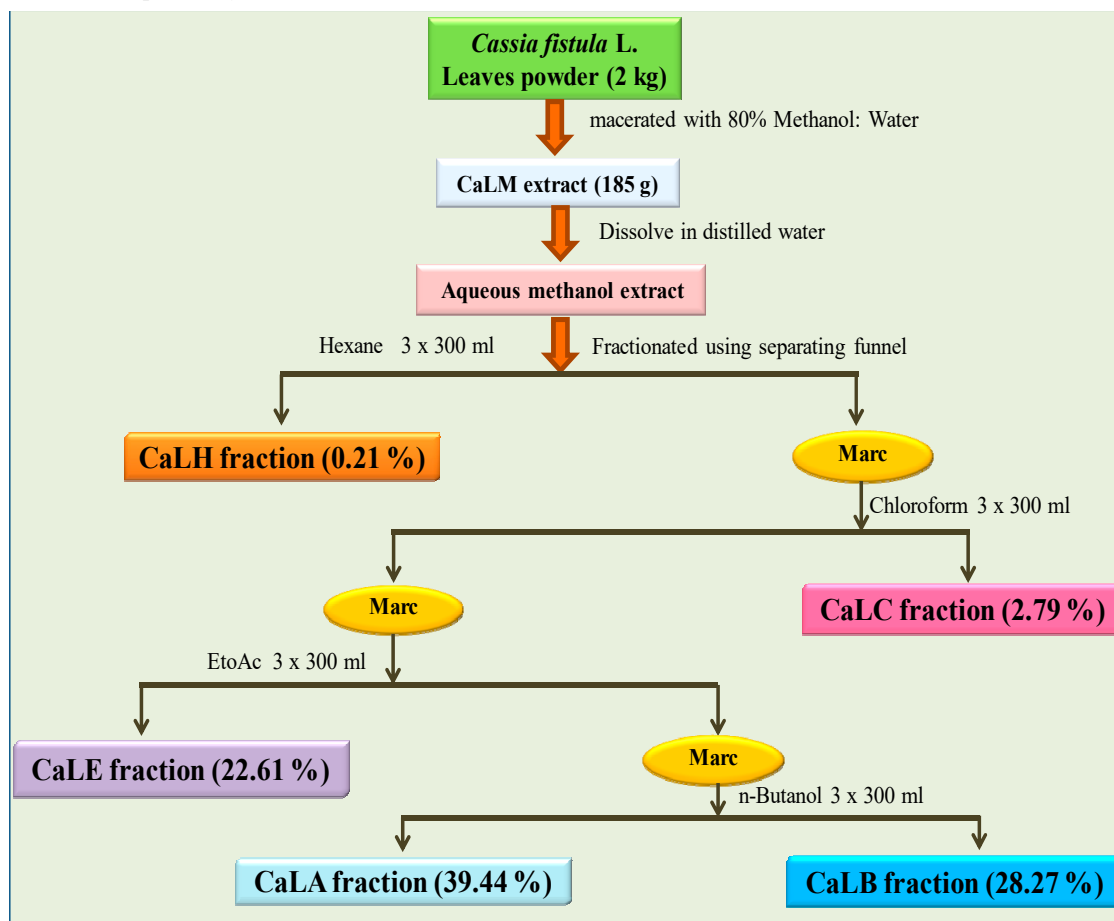 Cassia fistula L.
Leaves powder (2 kg)
macerated with 80% Methanol: Water
CaLM extract (185 g)
Dissolve in distilled water
Aqueous methanol extract
Hexane 3 x 300 ml
Fractionated using separating funnel
CaLH fraction (0.21 %)
Marc
Chloroform 3 x 300 ml
Marc
CaLC fraction (2.79 %)
EtoAc 3 x 300 ml
CaLE fraction (22.61 %)
Marc
n-Butanol 3 x 300 ml
CaLA fraction (39.44 %)
CaLB fraction (28.27 %)